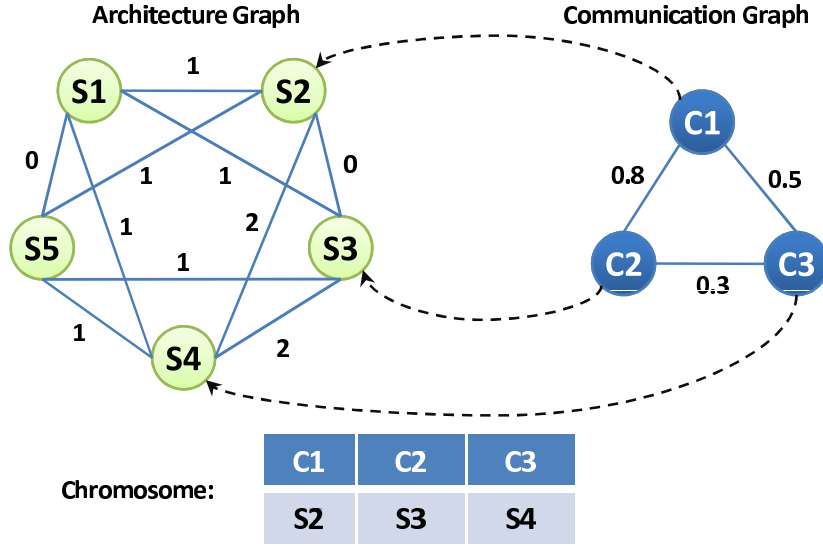 Architecture Graph
Communication Graph
1
S1
S2
C1
0
1
1
0
0.8
0.5
1
2
S5
1
S3
C2
C3
0.3
1
S4
2
C1 C2 C3
Chromosome:
S2 S3 S4